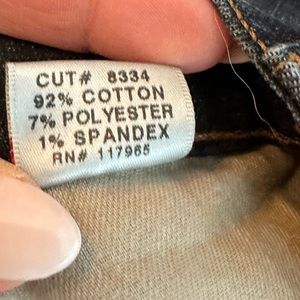 CUT# 8334
92% COTTON
7% POLYESTER
1% SPANDEX
RN# 117965